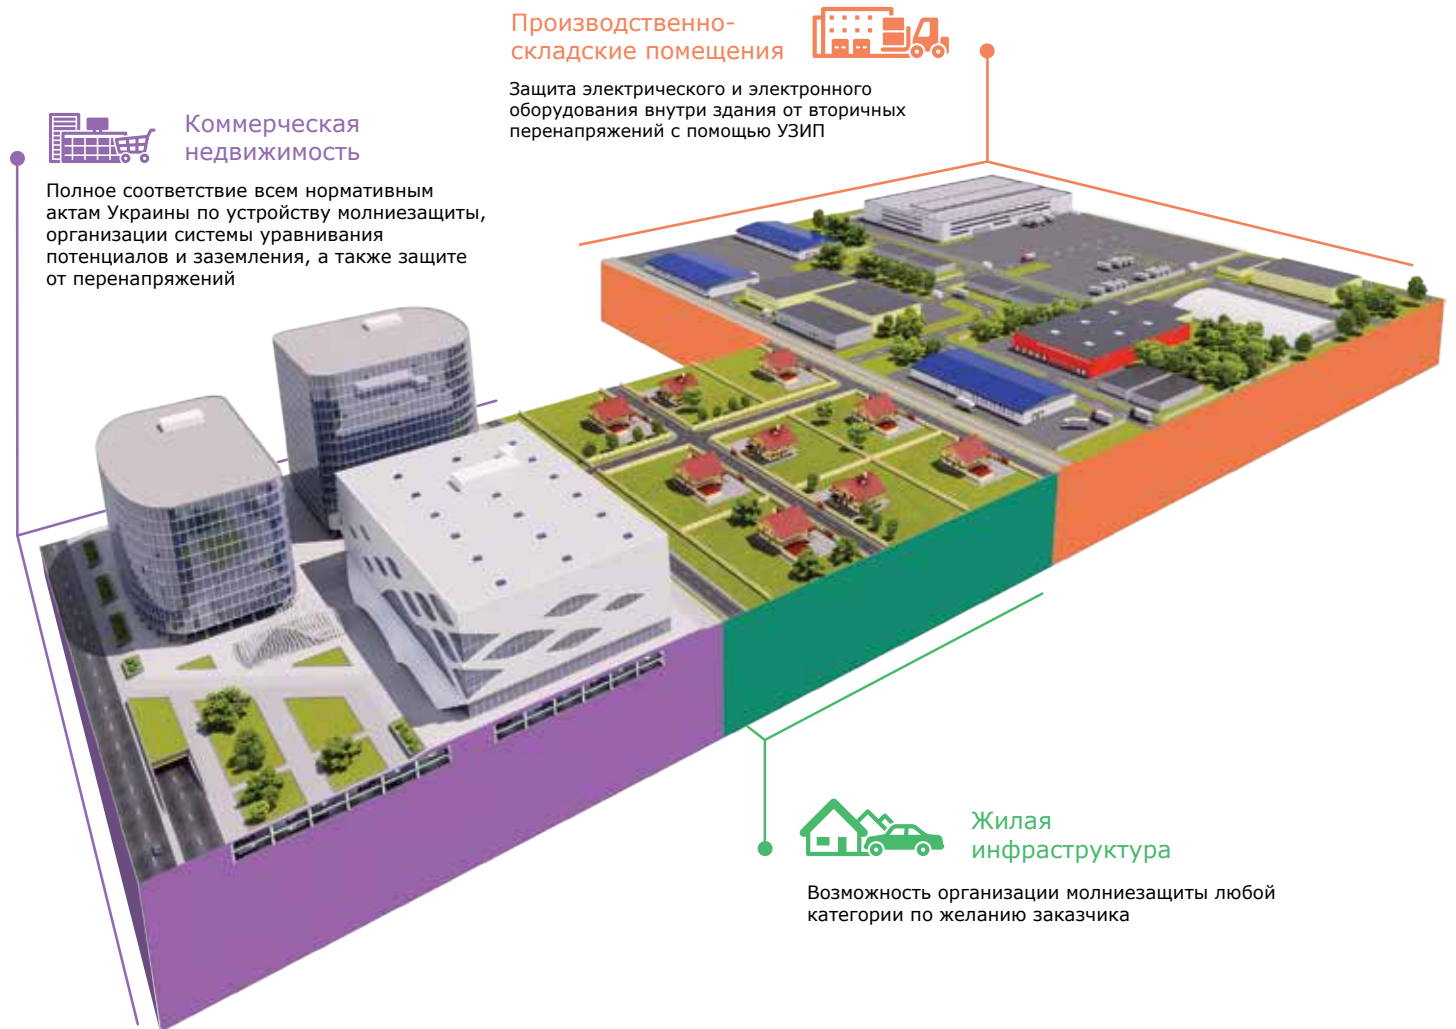 Производственно-
складские помещения
Защита электрического и электронного
оборудования внутри здания от вторичных
перенапряжений с помощью УЗИП
Коммерческая
недвижимость
Полное соответствие всем нормативным
актам Украины по устройству молниезащиты,
организации системы уравнивания
потенциалов и заземления, а также защите
от перенапряжений
Жилая
инфраструктура
Возможность организации молниезащиты любой
категории по желанию заказчика